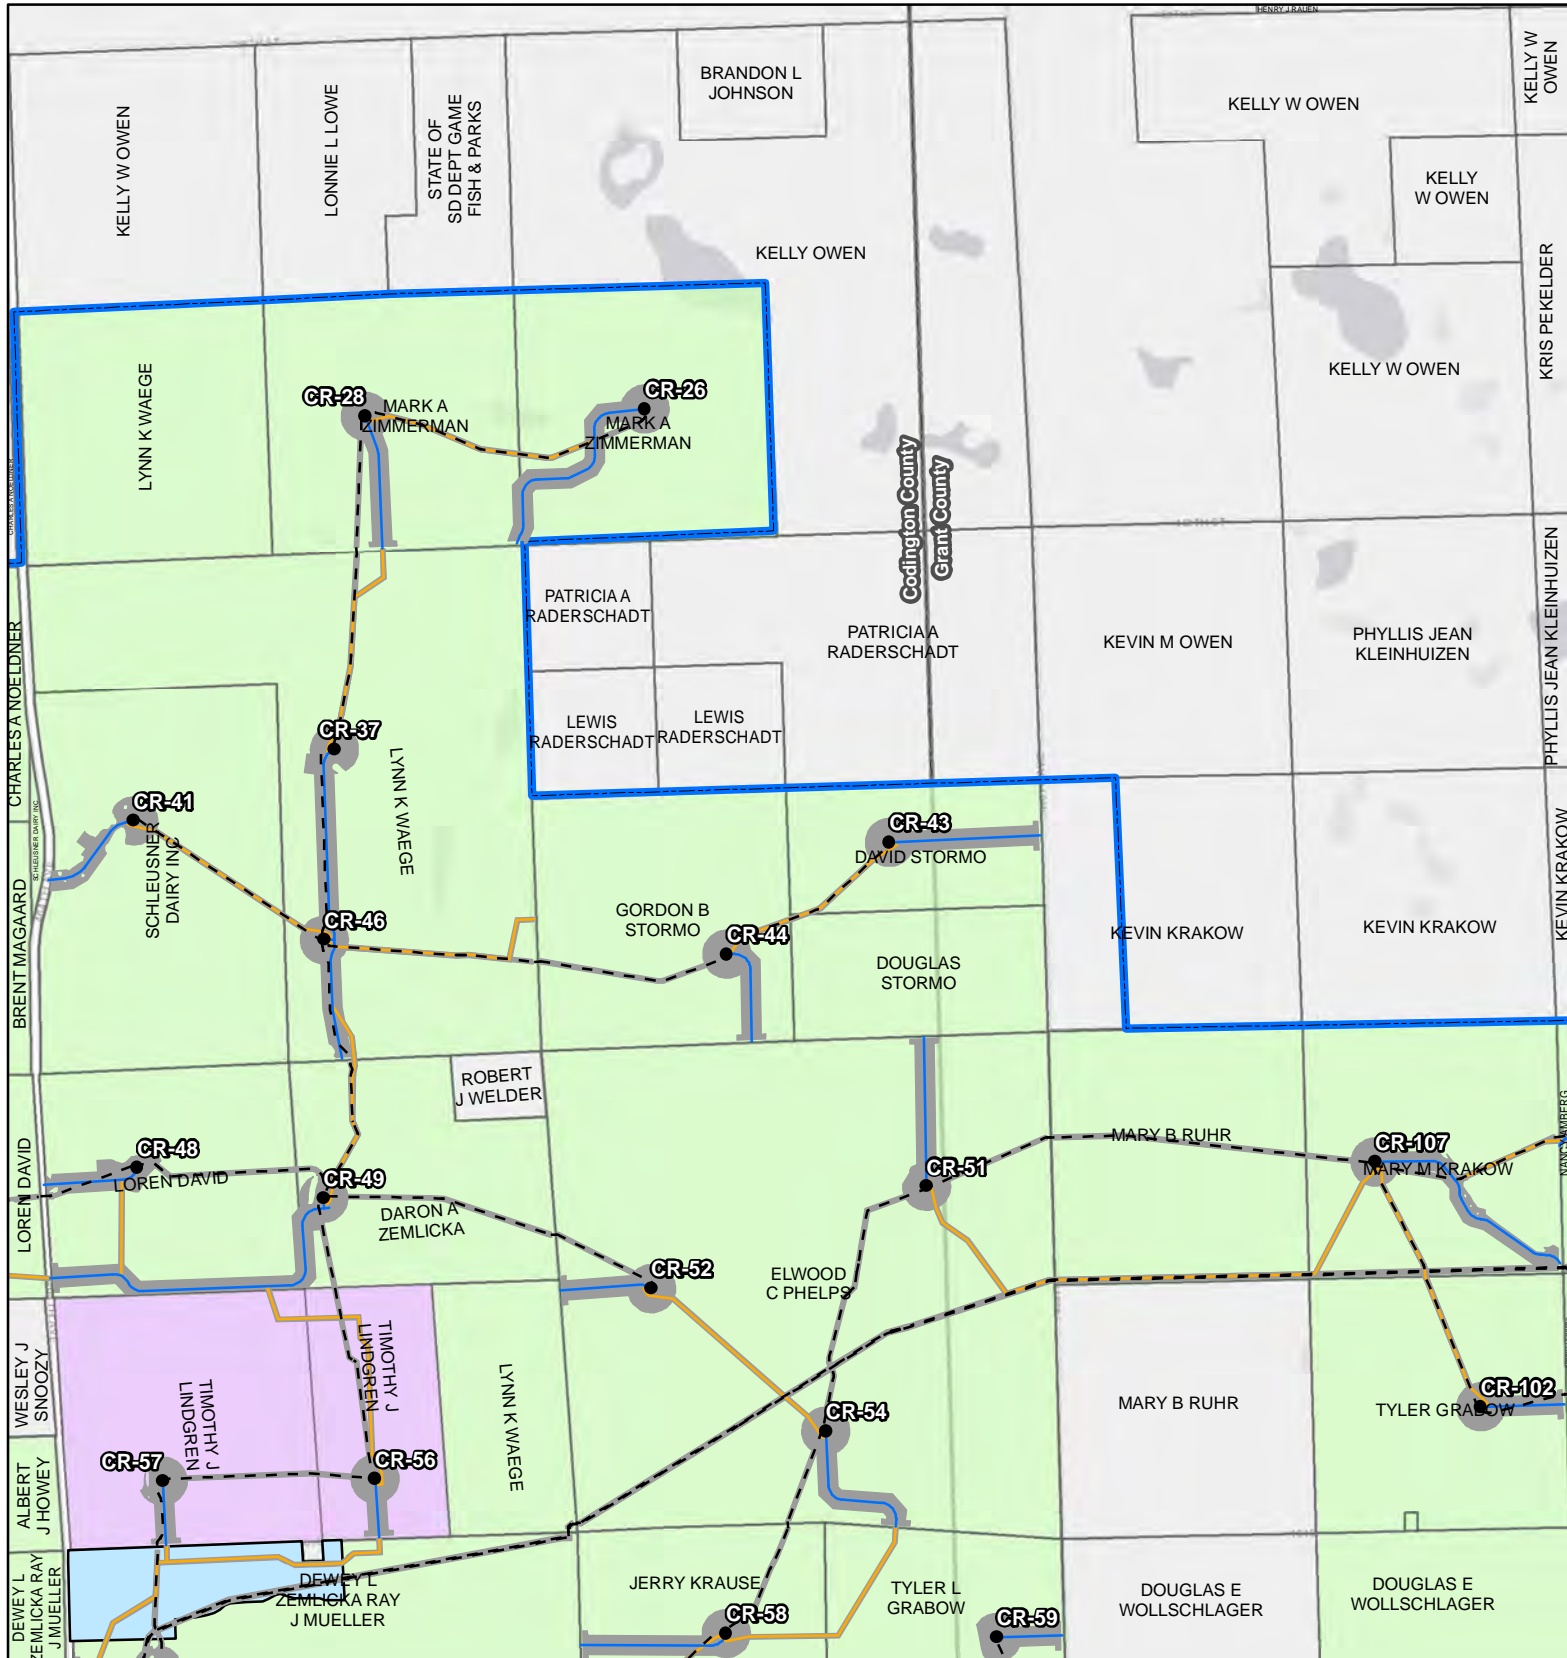 HENRY J RAUEN
KELLY W OWEN
LONNIE L LOWE
STATE OF
SD DEPT GAME
FISH & PARKS
BRANDON L
JOHNSON
KELLY W OWEN
KELLY W
OWEN
KELLY
W OWEN
KELLY OWEN
KRIS PEKELDER
KELLY W OWEN
LYNN K WAEGE
CR-28
MARK A
ZIMMERMAN
CR-26
MARK A
ZIMMERMAN
CHARLES A NOELDNER
Codington County
Grant County
PATRICIA A
RADERSCHADT
PATRICIA A
RADERSCHADT
KEVIN M OWEN
PHYLLIS JEAN
KLEINHUIZEN
PHYLLIS JEAN KLEINHUIZEN
CHARLES A NOELDNER
LEWIS
RADERSCHADT
LEWIS
RADERSCHADT
CR-37
LYNN K WAEGE
CR-41
SCHLEUSNER
DAIRY INC
SCHLEUSNER DAIRY INC
CR-43
DAVID STORMO
BRENT MAGAARD
CR-46
GORDON B
STORMO
CR-44
DOUGLAS
STORMO
KEVIN KRAKOW
KEVIN KRAKOW
KEVIN KRAKOW
ROBERT
J WELDER
LOREN DAVID
CR-48
LOREN DAVID
CR-49
DARON A
ZEMLICKA
CR-51
MARY B RUHR
CR-107
MARY M KRAKOW
CR-52
ELWOOD
C PHELPS
WESLEY J
SNOOZY
TIMOTHY J
LINDGREN
TIMOTHY J
LINDGREN
LYNN K WAEGE
CR-54
MARY B RUHR
CR-102
TYLER GRABOW
CR-57
CR-56
ALBERT
J HOWEY
DEWEY L
ZEMLICKA RAY
J MUELLER
DEWEY L
ZEMLICKA RAY
J MUELLER
JERRY KRAUSE
CR-58
TYLER L
GRABOW
CR-59
DOUGLAS E
WOLLSCHLAGER
DOUGLAS E
WOLLSCHLAGER